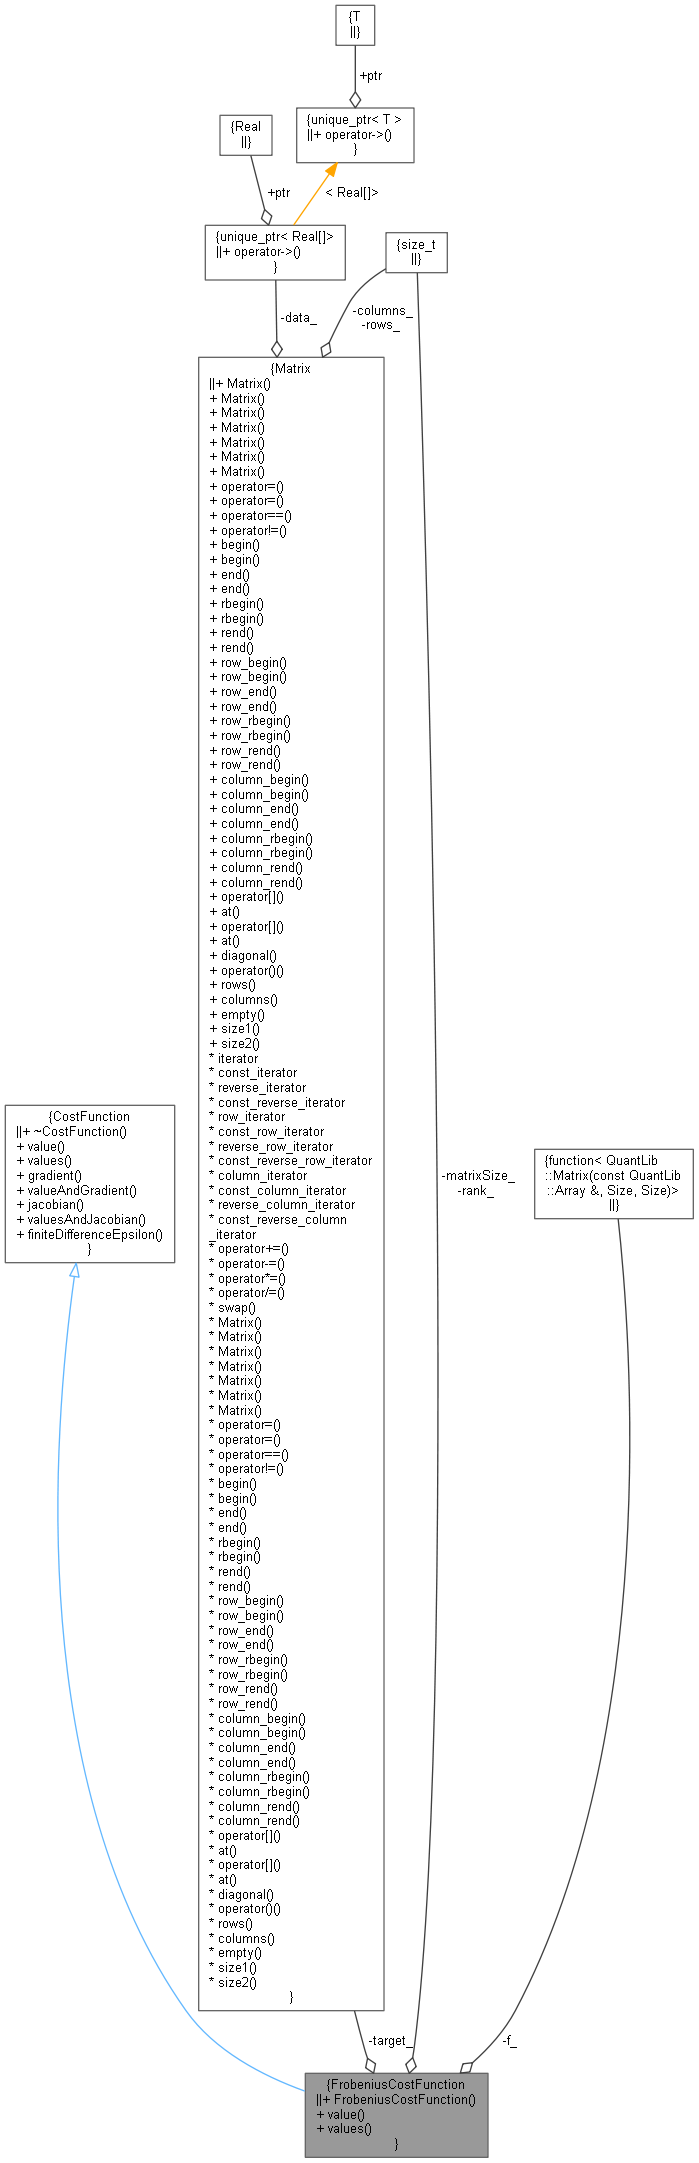 {T
||}
+ptr
{unique_ptr< T >
||+ operator->()
}
{Real
||}
+ptr
< Real[]>
{unique_ptr< Real[]>
||+ operator->()
}
{size_t
||}
-data_
-columns_
-rows_
{Matrix
||+ Matrix()
+ Matrix()
+ Matrix()
+ Matrix()
+ Matrix()
+ Matrix()
+ Matrix()
+ operator=()
+ operator=()
+ operator==()
+ operator!=()
+ begin()
+ begin()
+ end()
+ end()
+ rbegin()
+ rbegin()
+ rend()
+ rend()
+ row_begin()
+ row_begin()
+ row_end()
+ row_end()
+ row_rbegin()
+ row_rbegin()
+ row_rend()
+ row_rend()
+ column_begin()
+ column_begin()
+ column_end()
+ column_end()
+ column_rbegin()
+ column_rbegin()
+ column_rend()
+ column_rend()
+ operator[]()
+ at()
+ operator[]()
+ at()
+ diagonal()
+ operator()()
+ rows()
+ columns()
+ empty()
+ size1()
+ size2()
* iterator
* const_iterator
* reverse_iterator
* const_reverse_iterator
* row_iterator
* const_row_iterator
* reverse_row_iterator
* const_reverse_row_iterator
* column_iterator
* const_column_iterator
* reverse_column_iterator
* const_reverse_column
_iterator
* operator+=()
* operator-=()
* operator*=()
* operator/=()
* swap()
* Matrix()
* Matrix()
* Matrix()
* Matrix()
* Matrix()
* Matrix()
* Matrix()
* operator=()
* operator=()
* operator==()
* operator!=()
* begin()
* begin()
* end()
* end()
* rbegin()
* rbegin()
* rend()
* rend()
* row_begin()
* row_begin()
* row_end()
* row_end()
* row_rbegin()
* row_rbegin()
* row_rend()
* row_rend()
* column_begin()
* column_begin()
* column_end()
* column_end()
* column_rbegin()
* column_rbegin()
* column_rend()
* column_rend()
* operator[]()
* at()
* operator[]()
* at()
* diagonal()
* operator()()
* rows()
* columns()
* empty()
* size1()
* size2()
}
{CostFunction
||+ ~CostFunction()
+ value()
+ values()
+ gradient()
+ valueAndGradient()
+ jacobian()
+ valuesAndJacobian()
+ finiteDifferenceEpsilon()
}
-matrixSize_
-rank_
{function< QuantLib
::Matrix(const QuantLib
::Array &, Size, Size)>
||}
-target_
-f_
{FrobeniusCostFunction
||+ FrobeniusCostFunction()
+ value()
+ values()
}